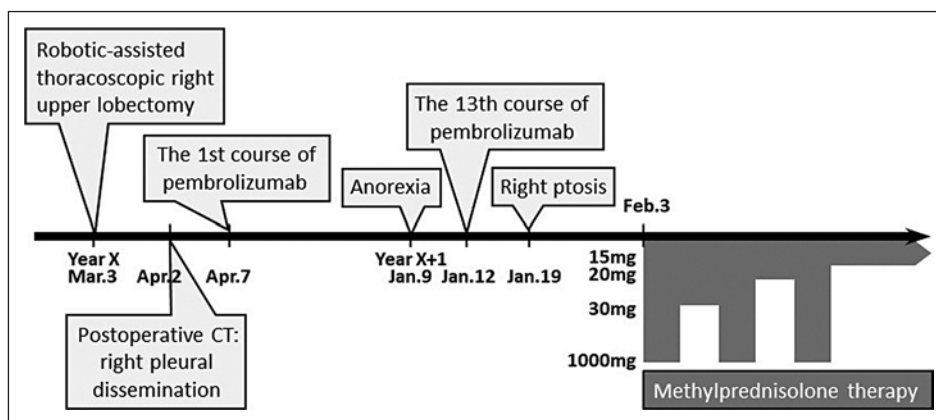 Robotic-assisted
thoracoscopic right
upper lobectomy
The 1st course of
pembrolizumab
Anorexia
The 13th course of
pembrolizumab
Right ptosis
Feb.3
Year X
Mar.3
Apr.2
Apr.7
Year X+1
Jan.9
Jan.12
Jan.19
15mg
20mg
30mg
1000mg
Postoperative CT:
right pleural
dissemination
Methylprednisolone therapy